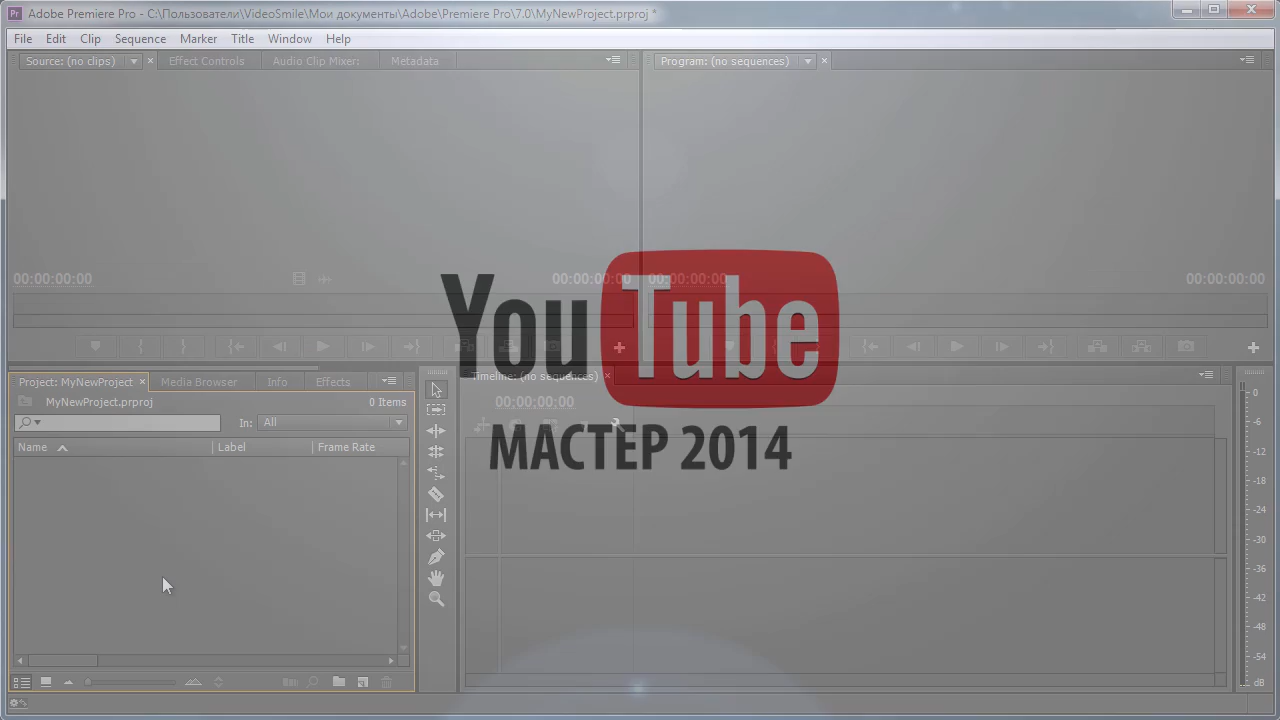 Adobe Premiere Pro - C:\Пользователи\VideoSmile\Мои документы\Adobe\Premiere Pro\7.0\MyNewProject.prproj *
File Edit Clip Sequence Marker Title Window Help
Source: (no clips) Effect Controls Audio Clip Mixer: Metadata
Program: (no sequences)
00:00:00:00 00:00:00:00
00:00:00:00 00:00:00:00
YouTube
МАСТЕР 2014
Project: MyNewProject Media Browser Info Effects
MyNewProject.prproj 0 Items
In: All
Name Label Frame Rate
Timeline: (no sequences)
00;00;00;00
0
-6
-12
-18
-24
-30
-36
-42
-48
-54
dB